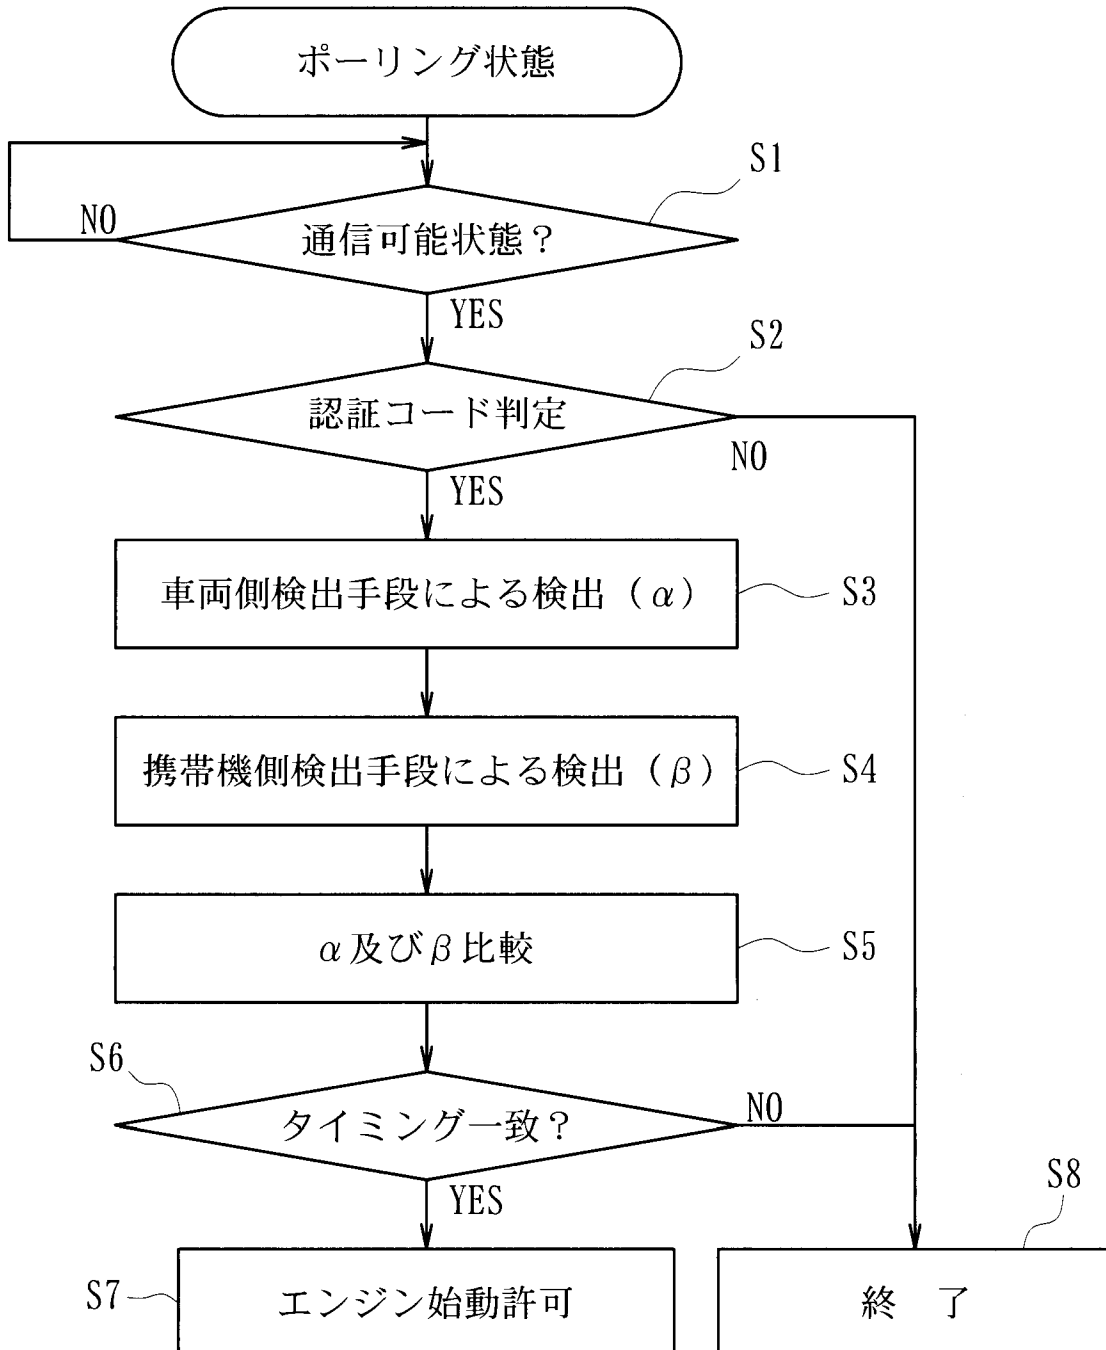 ポーリング状態
S1
NO
通信可能状態？
YES
S2
認証コード判定
NO
YES
車両側検出手段による検出（α）
S3
携帯機側検出手段による検出（β）
S4
α及びβ比較
S5
S6
タイミング一致？
NO
YES
S8
S7
エンジン始動許可
終 了